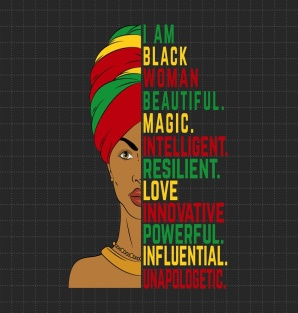 I AM
BLACK
WOMAN
BEAUTIFUL.
MAGIC.
INTELLIGENT.
RESILIENT.
LOVE
INNOVATIVE
POWERFUL.
INFLUENTIAL.
UNAPOLOGETIC.